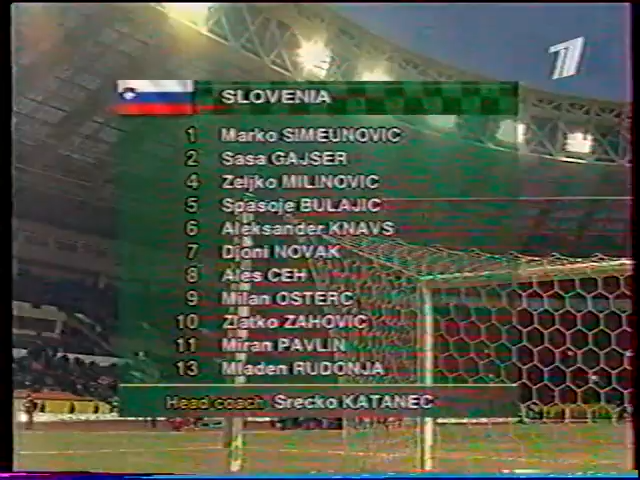 SLOVENIA
1 Marko SIMEUNOVIC
2 Sasa GAJSER
4 Zeljko MILINOVIC
5 Spasoje BULAJIC
6 Aleksander KNAVS
7 Djoni NOVAK
8 Ales CEH
9 Milan OSTERC
10 Zlatko ZAHOVIC
11 Miran PAVLIN
13 Mladen RUDONJA
Head coach Srecko KATANEC
1